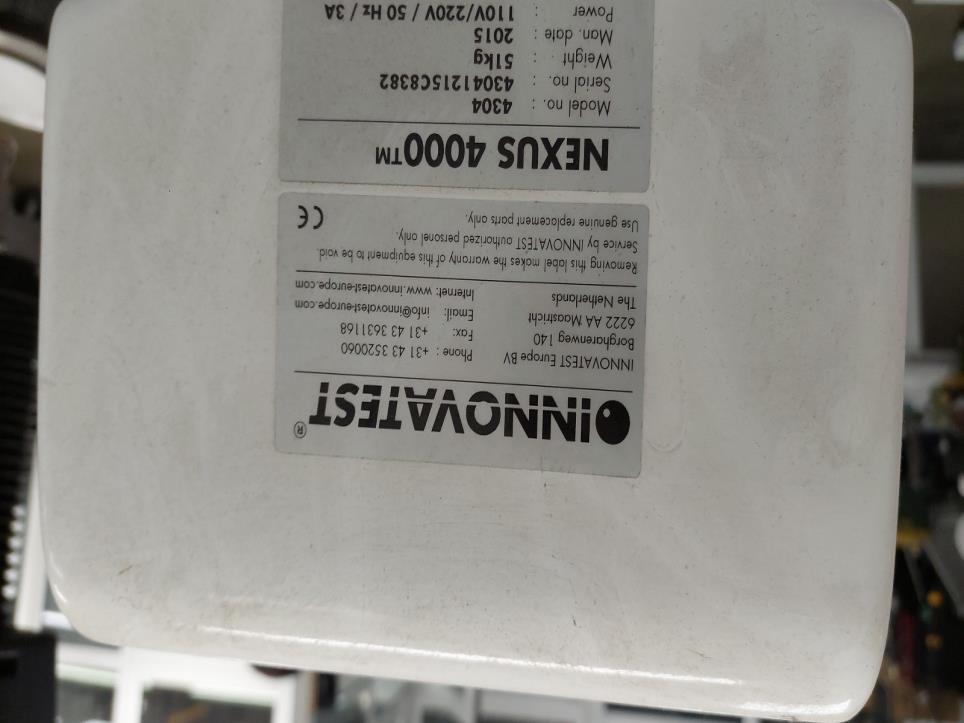 INNOVATEST®
INNOVATEST Europe BV
Borgharenweg 140
6222 AA Maastricht
The Netherlands
Phone : +31 43 3520060
Fax: +31 43 3631168
Email: info@innovatest-europe.com
Internet: www.innovatest-europe.com
Removing this label makes the warranty of this equipment to be void.
Service by INNOVATEST authorized personel only.
Use genuine replacement parts only.
CE
NEXUS 4000™
Model no. : 4304
Serial no. : 43041215C8382
Weight : 51kg
Man. date : 2015
Power : 110V/220V / 50 Hz / 3A